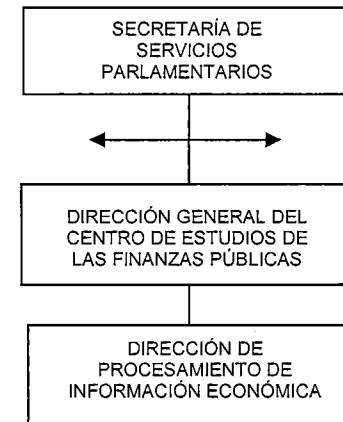 SECRETARÍA DE
SERVICIOS
PARLAMENTARIOS
DIRECCIÓN GENERAL DEL
CENTRO DE ESTUDIOS DE
LAS FINANZAS PÚBLICAS
DIRECCIÓN DE
PROCESAMIENTO DE
INFORMACIÓN ECONÓMICA